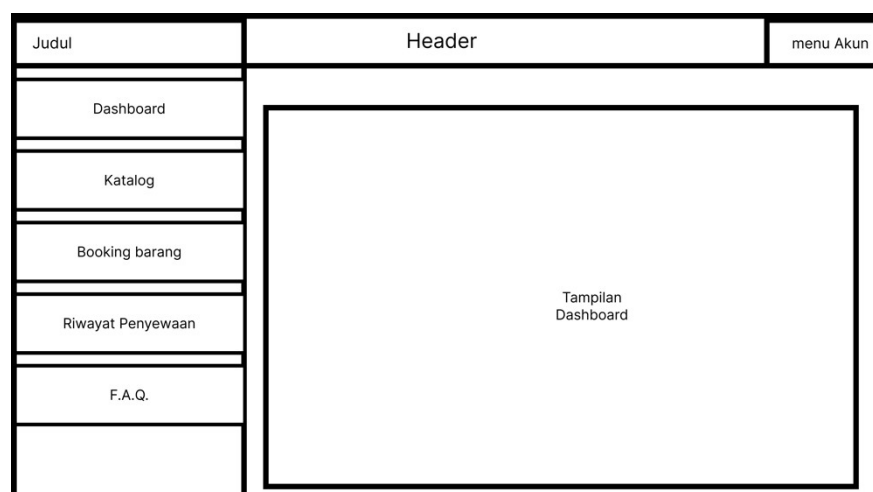 Judul
Header
menu Akun
Dashboard
Katalog
Booking barang
Riwayat Penyewaan
F.A.Q.
Tampilan
Dashboard